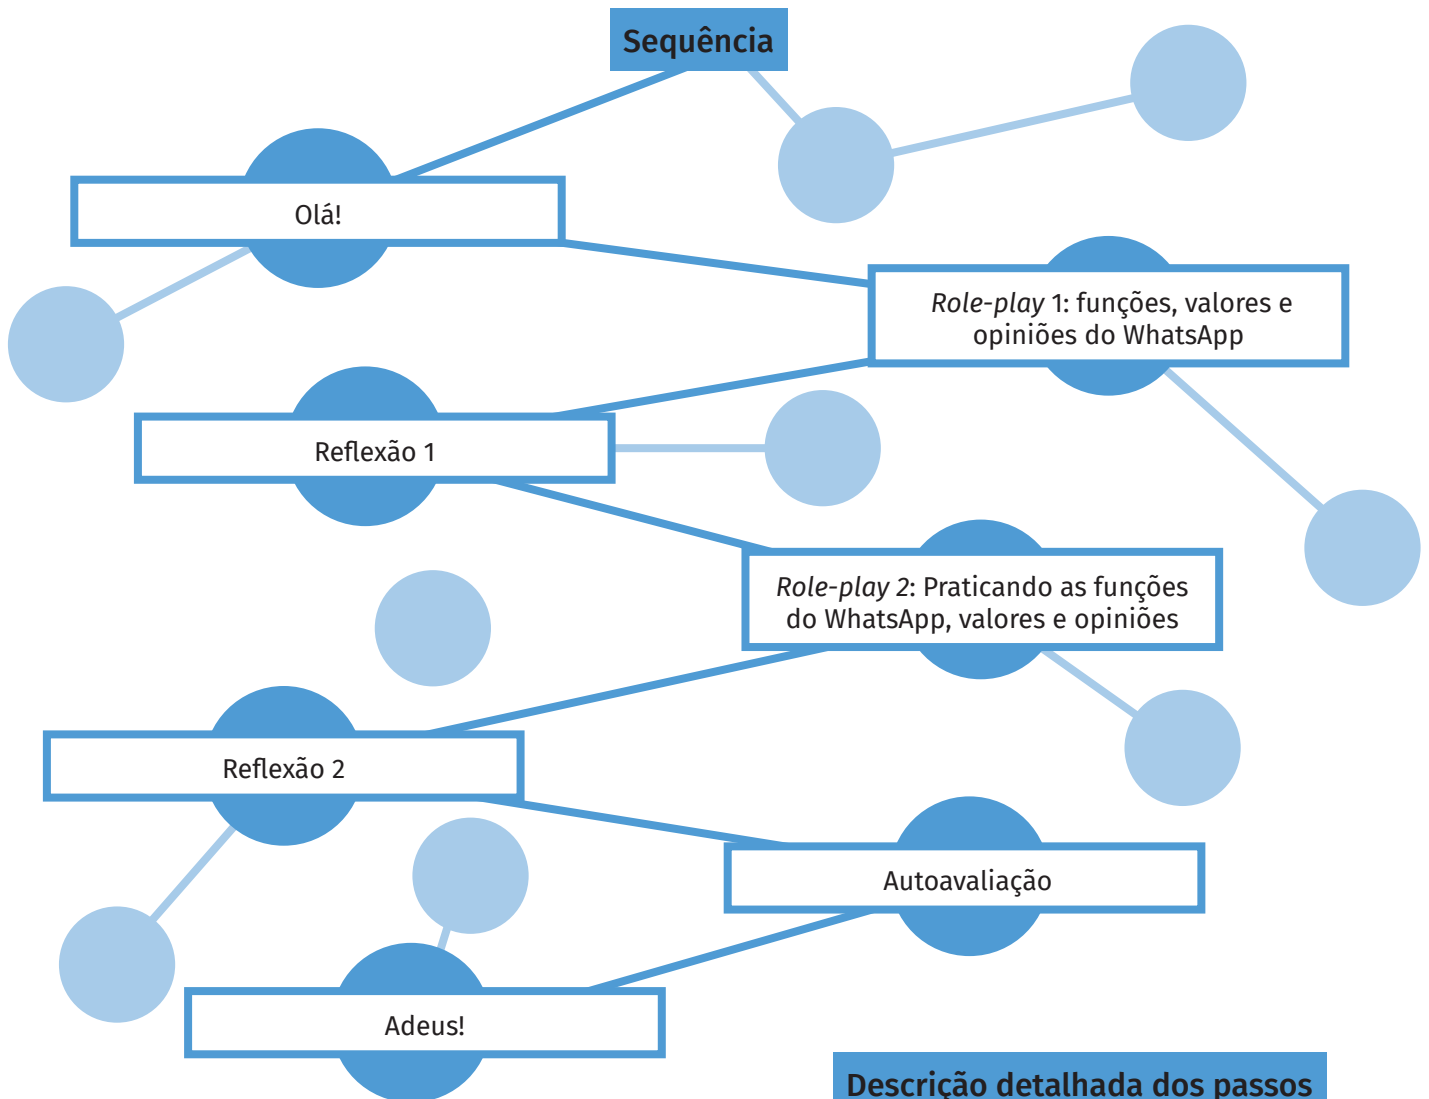 Sequência
Olá!
Role-play 1: funções, valores e
opiniões do WhatsApp
Reflexão 1
Role-play 2: Praticando as funções
do WhatsApp, valores e opiniões
Reflexão 2
Autoavaliação
Adeus!
Descrição detalhada dos passos